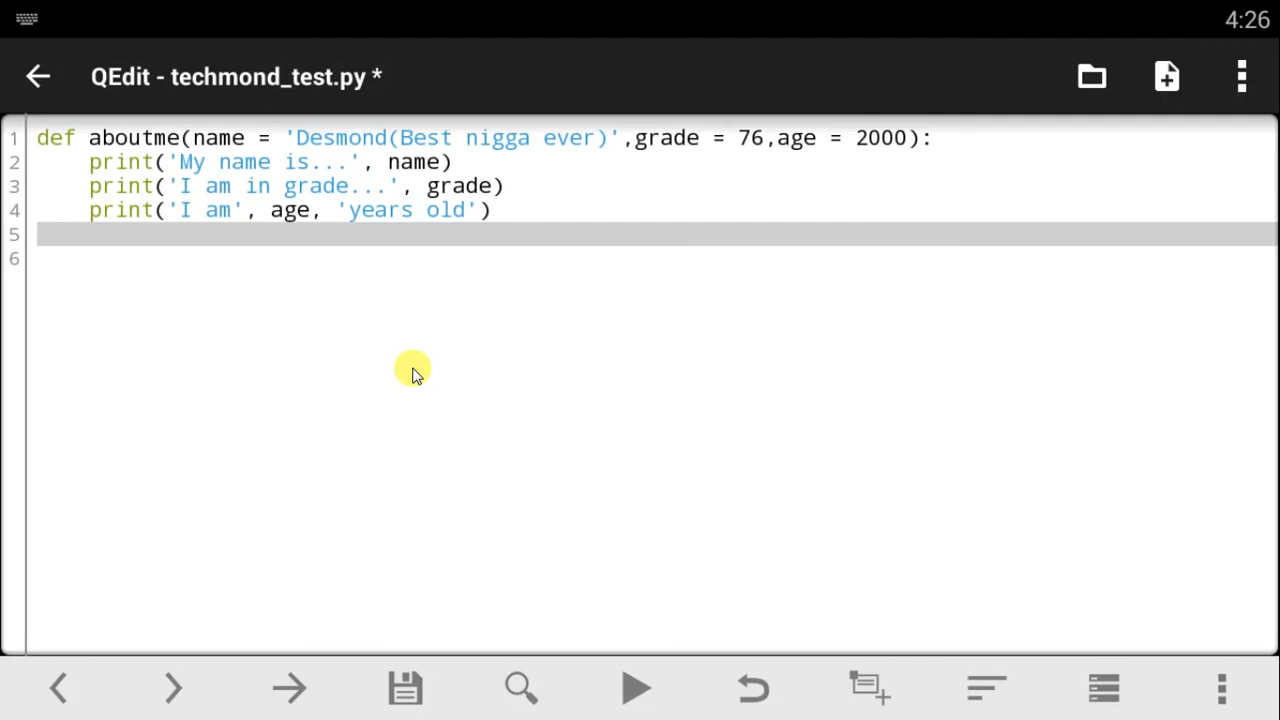 4:26
QEdit - techmond_test.py *
1 def aboutme(name = 'Desmond(Best nigga ever)',grade = 76,age = 2000):
2     print('My name is...', name)
3     print('I am in grade...', grade)
4     print('I am', age, 'years old')
5
6